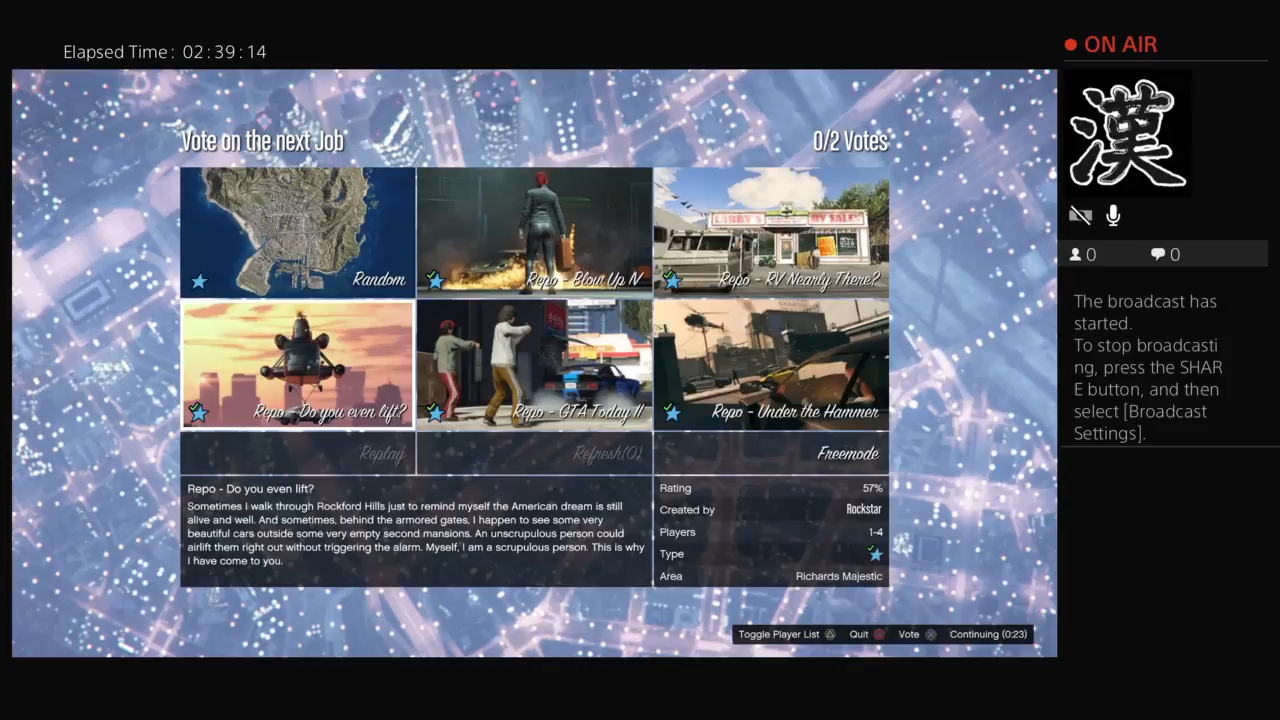 Elapsed Time: 02:39:14
ON AIR
漢
0 0
The broadcast has
started.
To stop broadcasti
ng, press the SHAR
E button, and then
select [Broadcast
Settings].
Vote on the next Job
0/2 Votes
LARRY'S RV SALES
Random
Repo - Blow Up IV
Repo - RV Nearly There?
Repo - Do you even lift?
Repo - GTA Today II
Repo - Under the Hammer
Replay
Refresh(0)
Freemode
Repo - Do you even lift?
Sometimes I walk through Rockford Hills just to remind myself the American dream is still
alive and well. And sometimes, behind the armored gates, I happen to see some very
beautiful cars outside some very empty second mansions. An unscrupulous person could
airlift them right out without triggering the alarm. Myself, I am a scrupulous person. This is why
I have come to you.
Rating 57%
Created by Rockstar
Players 1-4
Type
Area Richards Majestic
Toggle Player List Quit Vote Continuing (0:23)